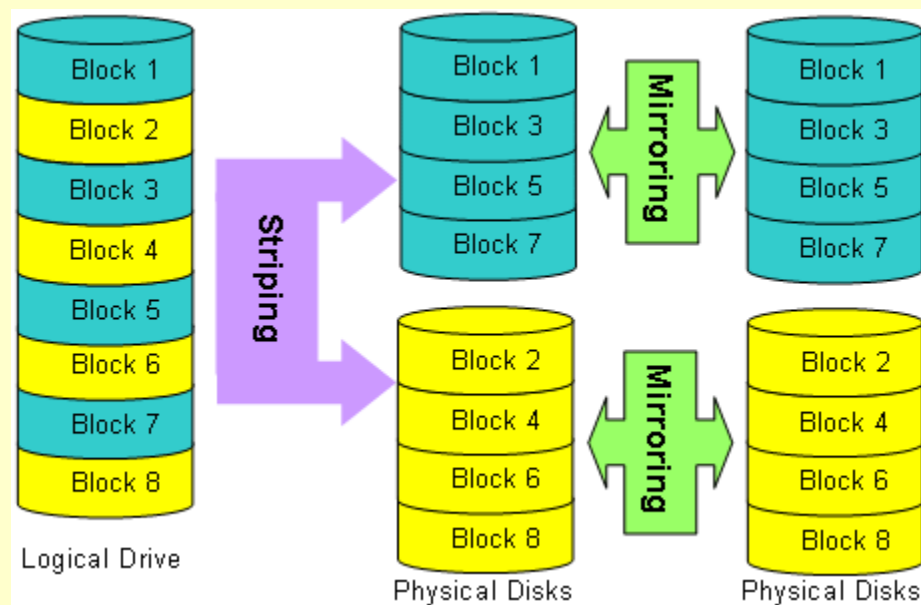 Block 1
Block 2
Block 3
Block 4
Block 5
Block 6
Block 7
Block 8
Logical Drive
Striping
Block 1
Block 3
Block 5
Block 7
Mirroring
Block 1
Block 3
Block 5
Block 7
Block 2
Block 4
Block 6
Block 8
Physical Disks
Mirroring
Block 2
Block 4
Block 6
Block 8
Physical Disks